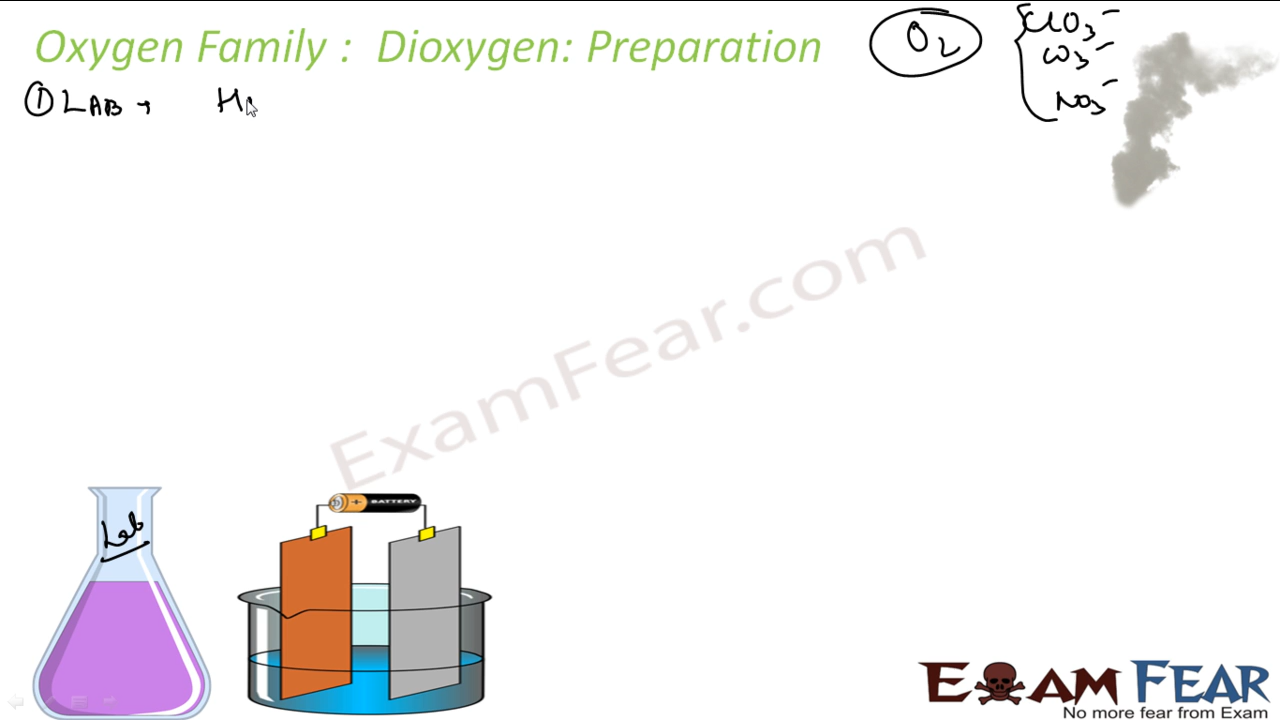 Oxygen Family : Dioxygen: Preparation
O2
ClO3-
CO3-
NO3-
① LAB →
ExamFear.com
Lab
BATTERY
EXAM FEAR
No more fear from Exam